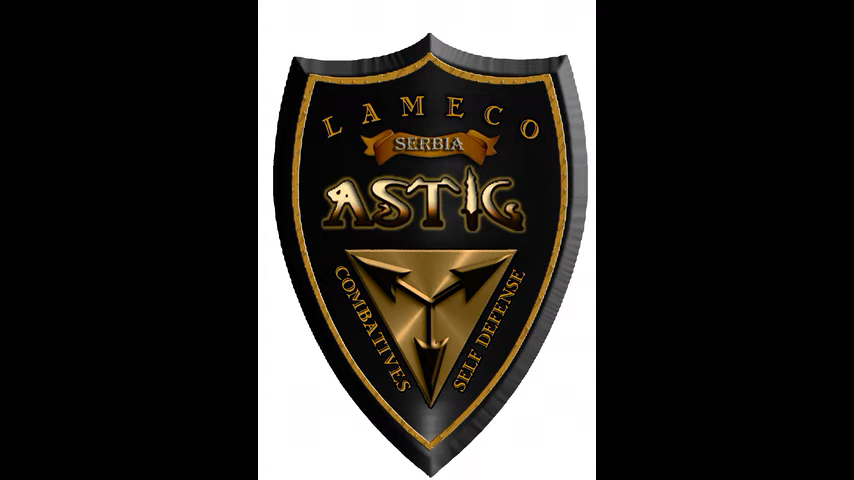 LAMECO
SERBIA
ASTIG
COMBATIVES
SELF DEFENSE